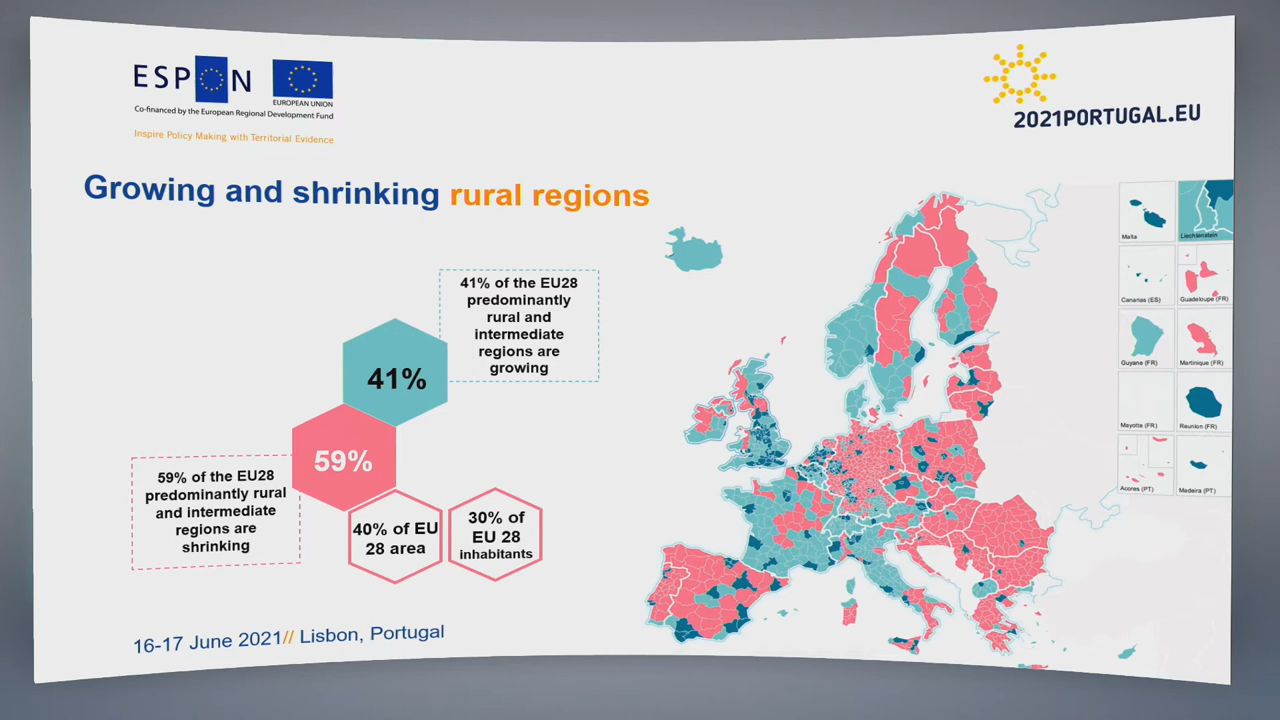 ESPON
EUROPEAN UNION
Co-financed by the European Regional Development Fund
Inspire Policy Making with Territorial Evidence
2021PORTUGAL.EU
Growing and shrinking rural regions
41% of the EU28
predominantly
rural and
intermediate
regions are
growing
41%
59%
59% of the EU28
predominantly rural
and intermediate
regions are
shrinking
40% of EU
28 area
30% of
EU 28
inhabitants
16-17 June 2021// Lisbon, Portugal
Malta
Liechtenstein
Canarias (ES)
Guadeloupe (FR)
Guyane (FR)
Martinique (FR)
Mayotte (FR)
Reunion (FR)
Acores (PT)
Madeira (PT)